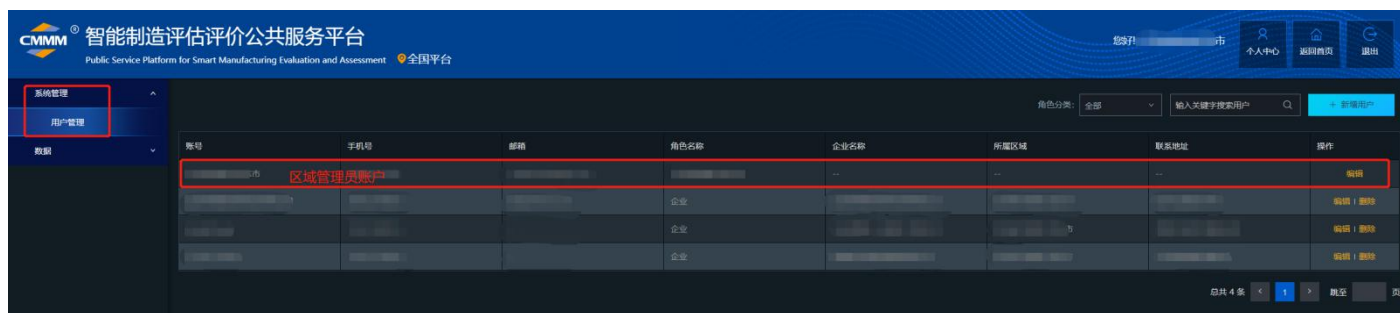 CMMM®
智能制造评估评价公共服务平台
Public Service Platform for Smart Manufacturing Evaluation and Assessment
全国平台
您好!
市
个人中心
返回首页
退出
系统管理
用户管理
数据
角色分类:
全部
输入关键字搜索用户
+ 新增用户
账号
手机号
邮箱
角色名称
企业名称
所属区域
联系地址
操作
市
区域管理员账户
--
--
--
编辑
企业
编辑 | 删除
企业
市
编辑 | 删除
企业
编辑 | 删除
总共 4 条
<
1
>
跳至
页